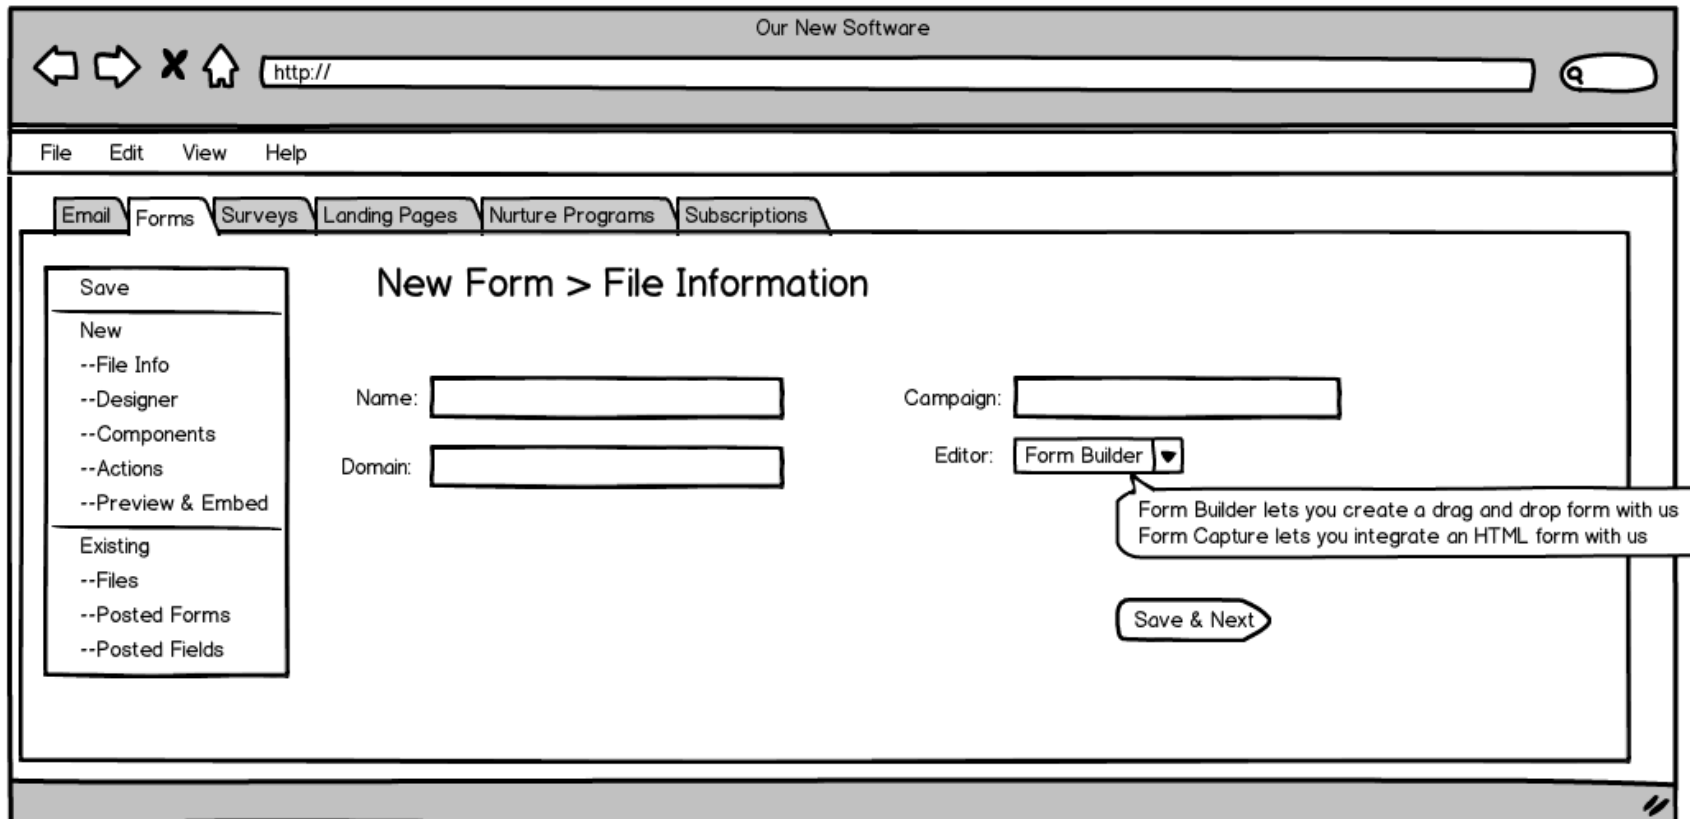 Our New Software
http://
File Edit View Help
Email Forms Surveys Landing Pages Nurture Programs Subscriptions
Save
New
--File Info
--Designer
--Components
--Actions
--Preview & Embed
Existing
--Files
--Posted Forms
--Posted Fields
New Form > File Information
Name:
Campaign:
Domain:
Editor: Form Builder
Form Builder lets you create a drag and drop form with us
Form Capture lets you integrate an HTML form with us
Save & Next